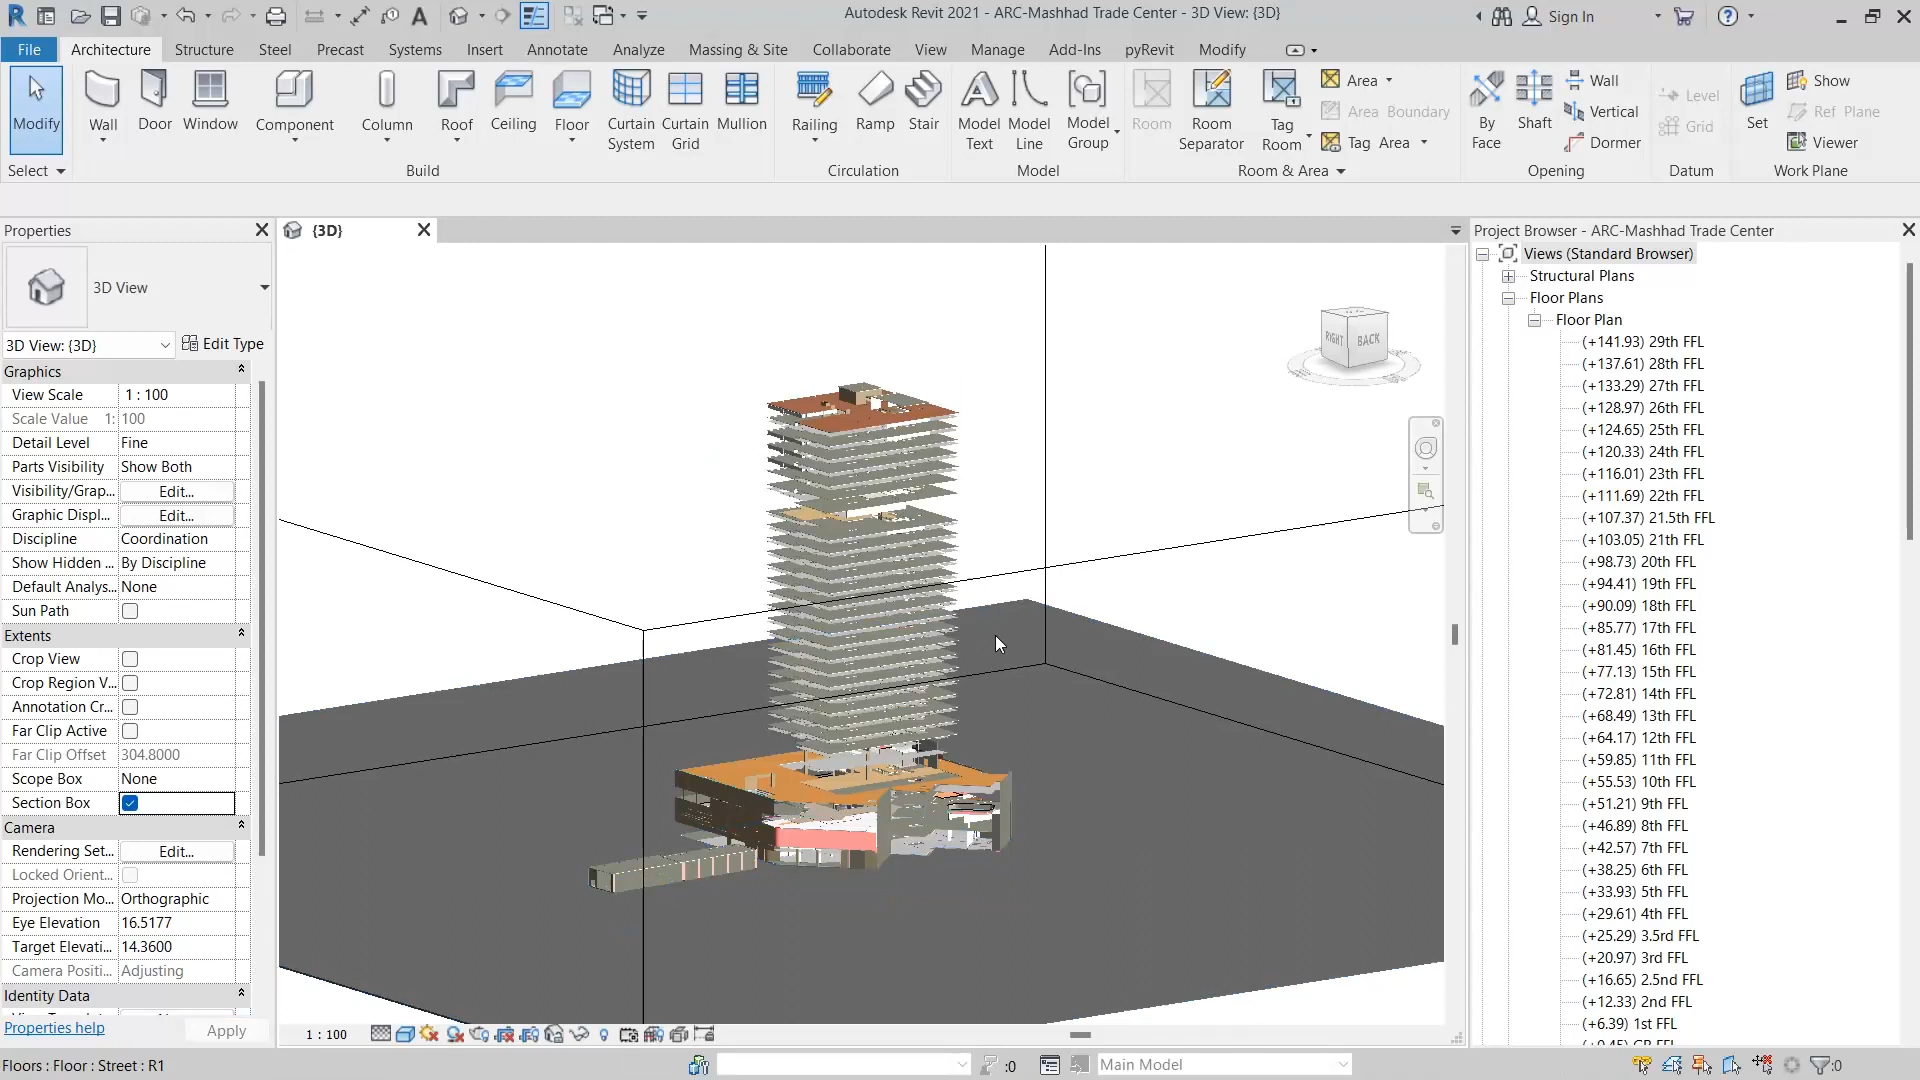 Autodesk Revit 2021 - ARC-Mashhad Trade Center - 3D View: {3D}
Sign In
File
Architecture
Structure
Steel
Precast
Systems
Insert
Annotate
Analyze
Massing & Site
Collaborate
View
Manage
Add-Ins
pyRevit
Modify
Modify
Wall
Door
Window
Component
Column
Roof
Ceiling
Floor
Curtain System
Curtain Grid
Mullion
Railing
Ramp
Stair
Model Text
Model Line
Model Group
Room
Room Separator
Tag Room
Area
Area Boundary
Tag Area
By Face
Shaft
Wall
Vertical
Dormer
Level
Grid
Set
Show
Ref Plane
Viewer
Select
Build
Circulation
Model
Room & Area
Opening
Datum
Work Plane
Properties
3D View
3D View: {3D}
Edit Type
Graphics
View Scale 1 : 100
Scale Value 1: 100
Detail Level Fine
Parts Visibility Show Both
Visibility/Grap... Edit...
Graphic Displ... Edit...
Discipline Coordination
Show Hidden ... By Discipline
Default Analys... None
Sun Path
Extents
Crop View
Crop Region V...
Annotation Cr...
Far Clip Active
Far Clip Offset 304.8000
Scope Box None
Section Box
Camera
Rendering Set... Edit...
Locked Orient...
Projection Mo... Orthographic
Eye Elevation 16.5177
Target Elevati... 14.3600
Camera Positi... Adjusting
Identity Data
Properties help
Apply
{3D}
RIGHT
BACK
1 : 100
Project Browser - ARC-Mashhad Trade Center
Views (Standard Browser)
Structural Plans
Floor Plans
Floor Plan
(+141.93) 29th FFL
(+137.61) 28th FFL
(+133.29) 27th FFL
(+128.97) 26th FFL
(+124.65) 25th FFL
(+120.33) 24th FFL
(+116.01) 23th FFL
(+111.69) 22th FFL
(+107.37) 21.5th FFL
(+103.05) 21th FFL
(+98.73) 20th FFL
(+94.41) 19th FFL
(+90.09) 18th FFL
(+85.77) 17th FFL
(+81.45) 16th FFL
(+77.13) 15th FFL
(+72.81) 14th FFL
(+68.49) 13th FFL
(+64.17) 12th FFL
(+59.85) 11th FFL
(+55.53) 10th FFL
(+51.21) 9th FFL
(+46.89) 8th FFL
(+42.57) 7th FFL
(+38.25) 6th FFL
(+33.93) 5th FFL
(+29.61) 4th FFL
(+25.29) 3.5rd FFL
(+20.97) 3rd FFL
(+16.65) 2.5nd FFL
(+12.33) 2nd FFL
(+6.39) 1st FFL
Floors : Floor : Street : R1
:0
Main Model
:0